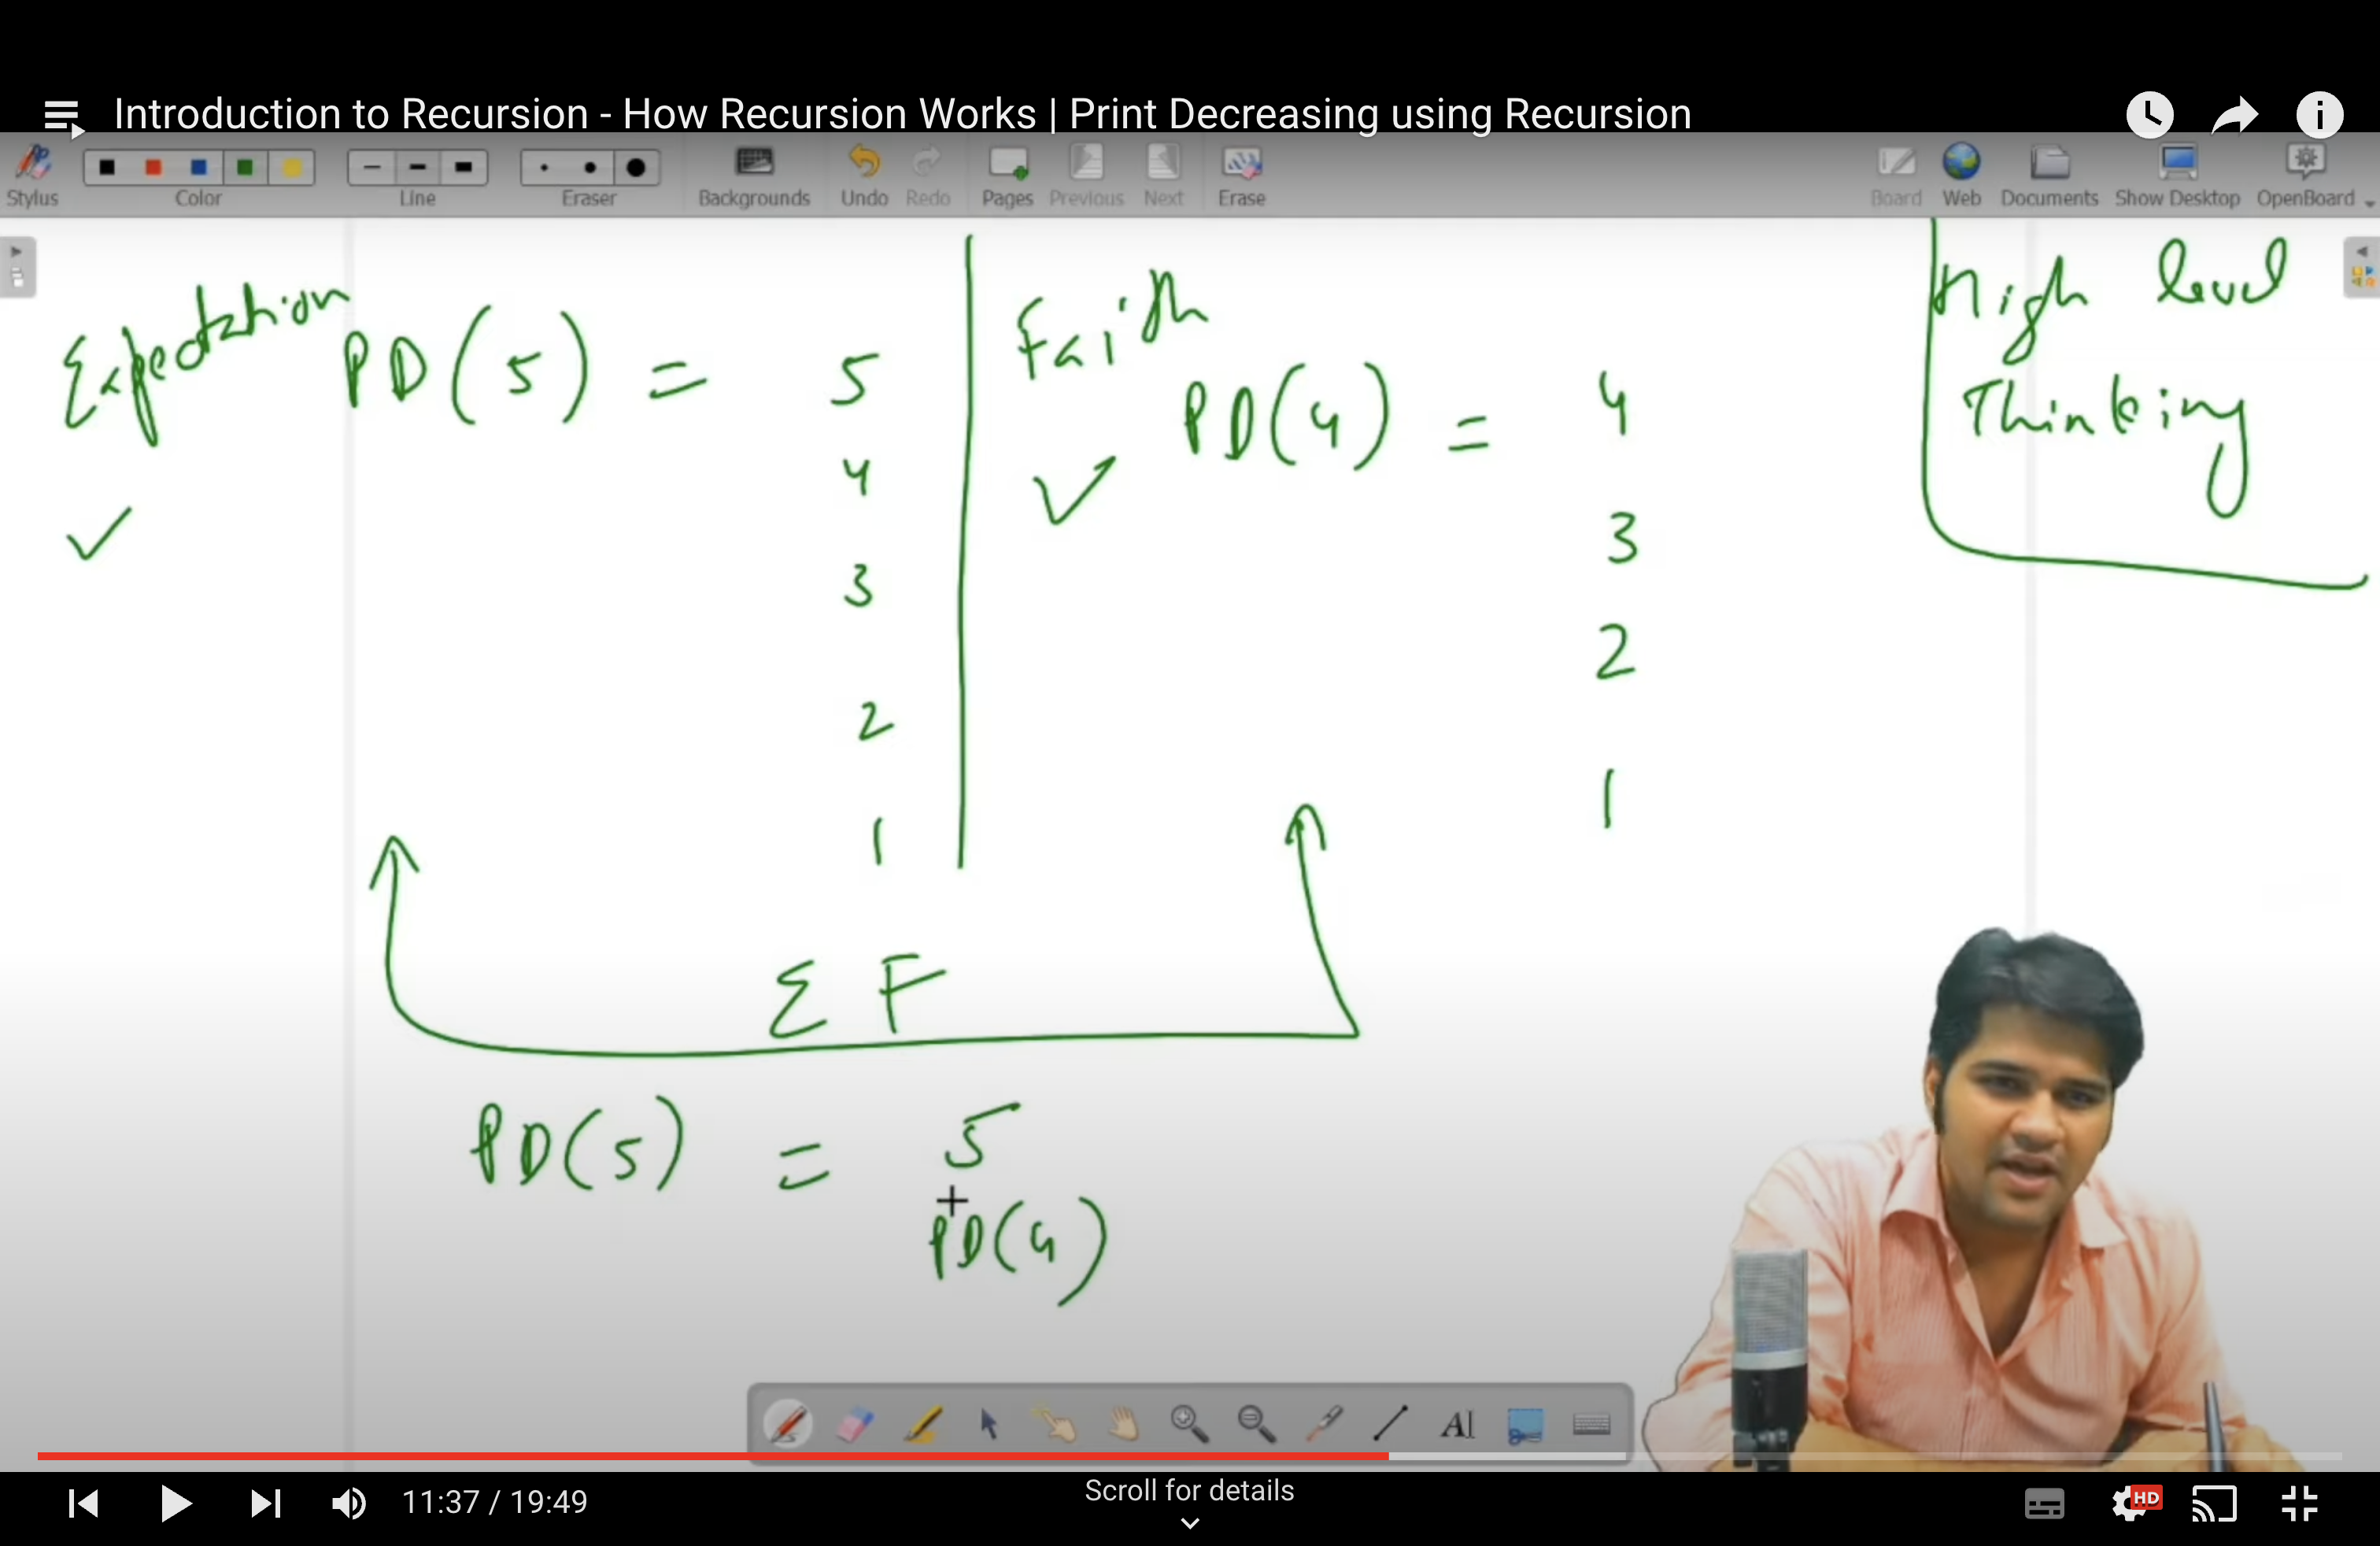 Introduction to Recursion - How Recursion Works | Print Decreasing using Recursion
Stylus Color Line Eraser Backgrounds Undo Redo Pages Previous Next Erase Board Web Documents Show Desktop OpenBoard
Expectation PD(5) = 5
4
3
2
1
Faith
PD(4) = 4
3
2
1
High level
Thinking
E F
PD(5) = 5
PD(4)
AI
11:37 / 19:49
Scroll for details
HD